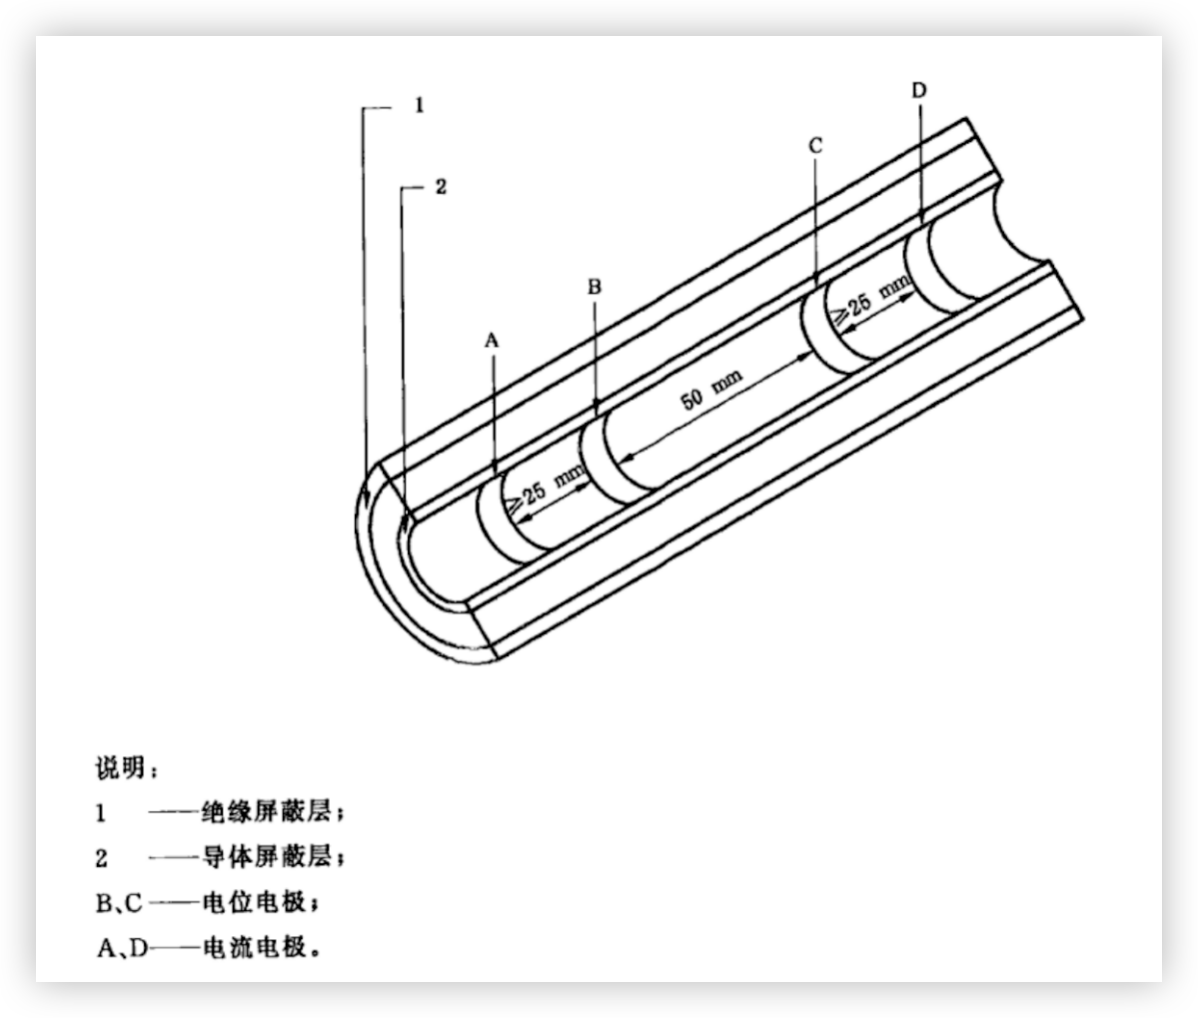 1
2
D
C
B
A
≥25 mm
50 mm
≥25 mm
说明:
1 ——绝缘屏蔽层;
2 ——导体屏蔽层;
B、C——电位电极;
A、D——电流电极。